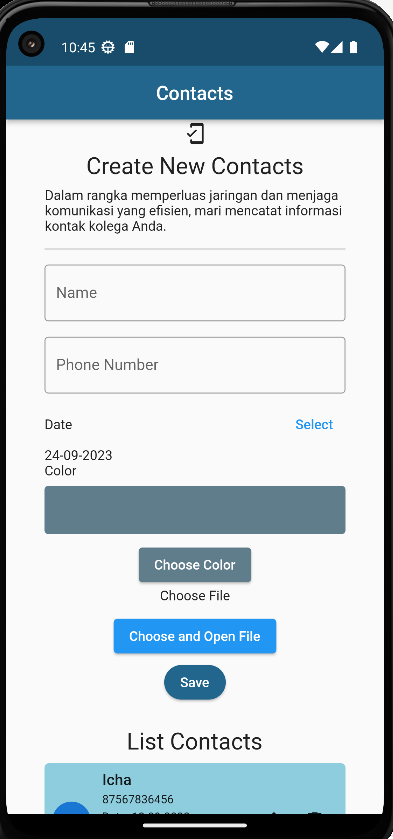 10:45
Contacts
Create New Contacts
Dalam rangka memperluas jaringan dan menjaga
komunikasi yang efisien, mari mencatat informasi
kontak kolega Anda.
Name
Phone Number
Date
Select
24-09-2023
Color
Choose Color
Choose File
Choose and Open File
Save
List Contacts
Icha
87567836456